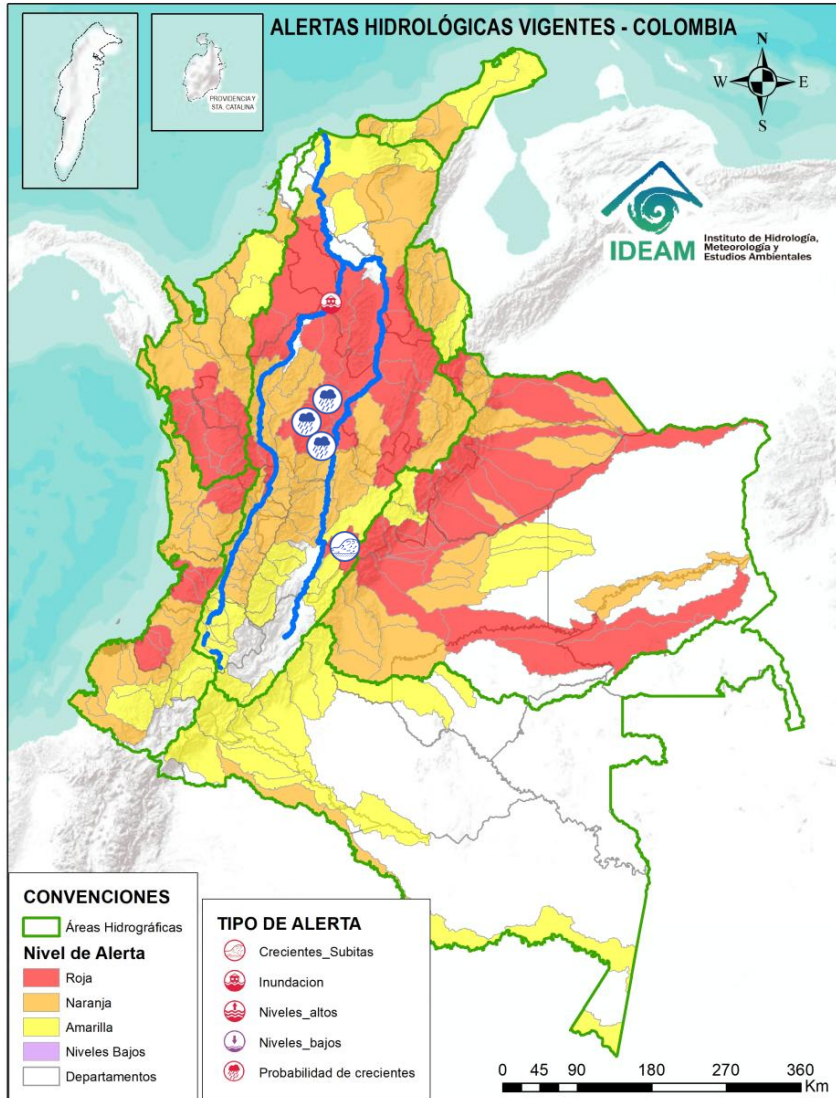 ALERTAS HIDROLÓGICAS VIGENTES - COLOMBIA
PROVIDENCIA Y
STA. CATALINA
N
W
E
S
IDEAM
Instituto de Hidrología,
Meteorología y
Estudios Ambientales
CONVENCIONES
Áreas Hidrográficas
Nivel de Alerta
Roja
Naranja
Amarilla
Niveles Bajos
Departamentos
TIPO DE ALERTA
Crecientes_Subitas
Inundacion
Niveles_altos
Niveles_bajos
Probabilidad de crecientes
0 45 90 180 270 360
Km